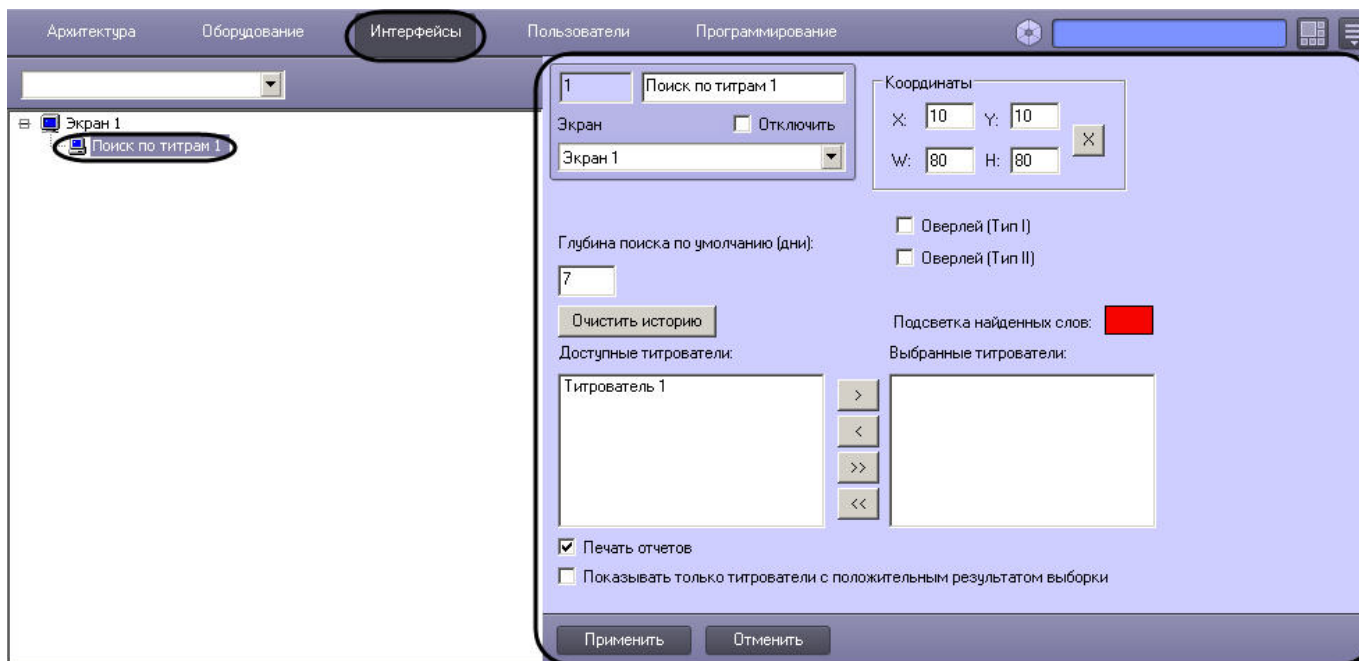 Архитектура Оборудование Интерфейсы Пользователи Программирование
Экран 1
Поиск по титрам 1
1 Поиск по титрам 1
Экран Отключить
Экран 1
Координаты
X: 10 Y: 10
W: 80 H: 80
X
Оверлей (Тип I)
Оверлей (Тип II)
Глубина поиска по умолчанию (дни):
7
Очистить историю
Подсветка найденных слов:
Доступные титрователи: Выбранные титрователи:
Титрователь 1
>
<
>>
<<
Печать отчетов
Показывать только титрователи с положительным результатом выборки
Применить Отменить